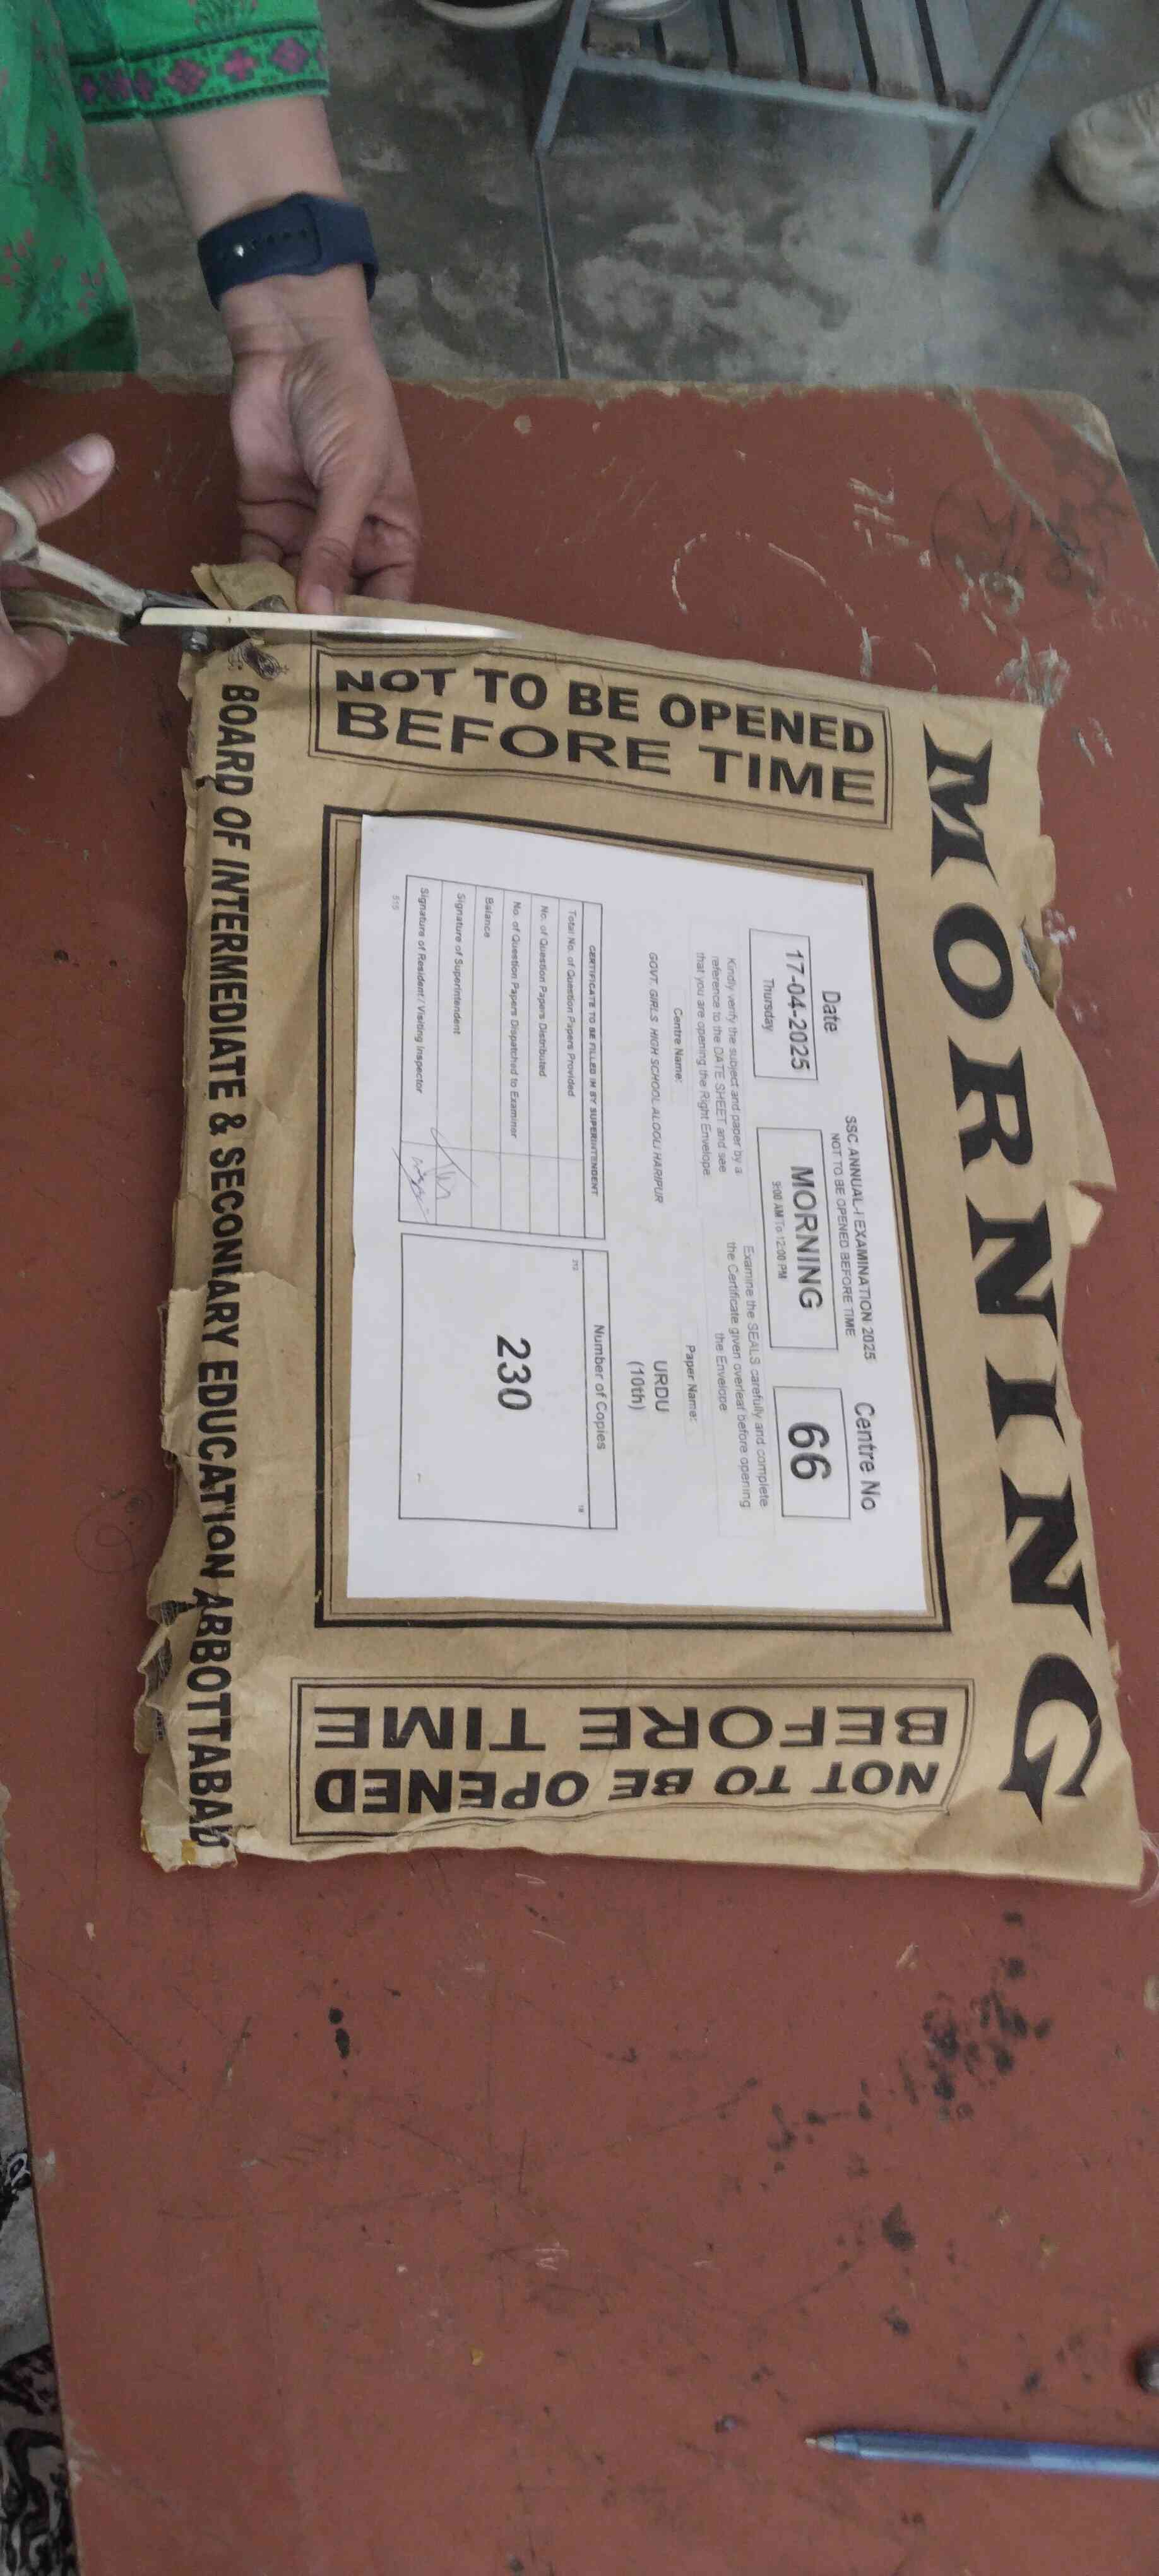 MORNING
NOT TO BE OPENED
BEFORE TIME
SSC ANNUAL-I EXAMINATION 2025
NOT TO BE OPENED BEFORE TIME
Date
17-04-2025
Thursday
MORNING
9:00 AM To 12:00 PM
Centre No
66
Kindly verify the subject and paper by a
reference to the DATE SHEET and see
that you are opening the Right Envelope
Examine the SEALS carefully and complete
the Certificate given overleaf before opening
the Envelope
Centre Name:
GOVT. GIRLS HIGH SCHOOL ALOOLI HARIPUR
Paper Name:
URDU
(10th)
CERTIFICATE TO BE FILLED IN BY SUPERINTENDENT
Total No. of Question Papers Provided
No. of Question Papers Distributed
No. of Question Papers Dispatched to Examiner
Balance
Signature of Superintendent
Signature of Resident / Visiting Inspector
Number of Copies
230
NOT TO BE OPENED
BEFORE TIME
BOARD OF INTERMEDIATE & SECONDARY EDUCATION ABBOTTABAD